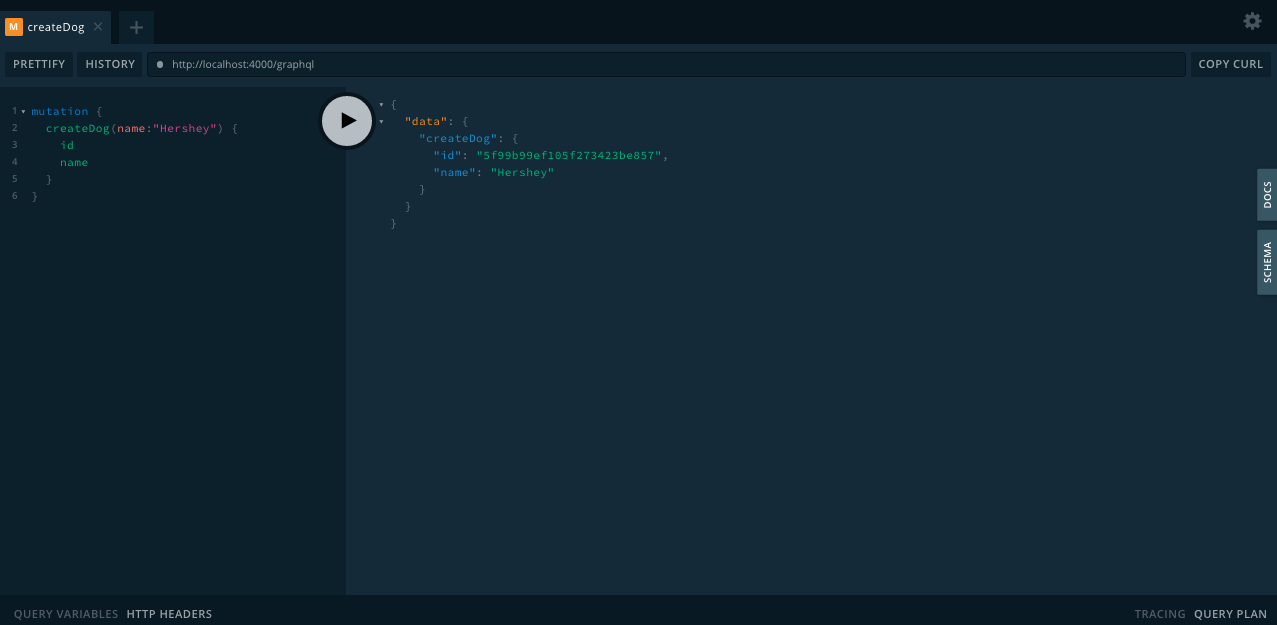 M createDog × +
PRETTIFY HISTORY http://localhost:4000/graphql COPY CURL
1 mutation {
2 createDog(name:"Hershey") {
3 id
4 name
5 }
6 }
{
"data": {
"createDog": {
"id": "5f99b99ef105f273423be857",
"name": "Hershey"
}
}
}
DOCS
SCHEMA
QUERY VARIABLES HTTP HEADERS TRACING QUERY PLAN